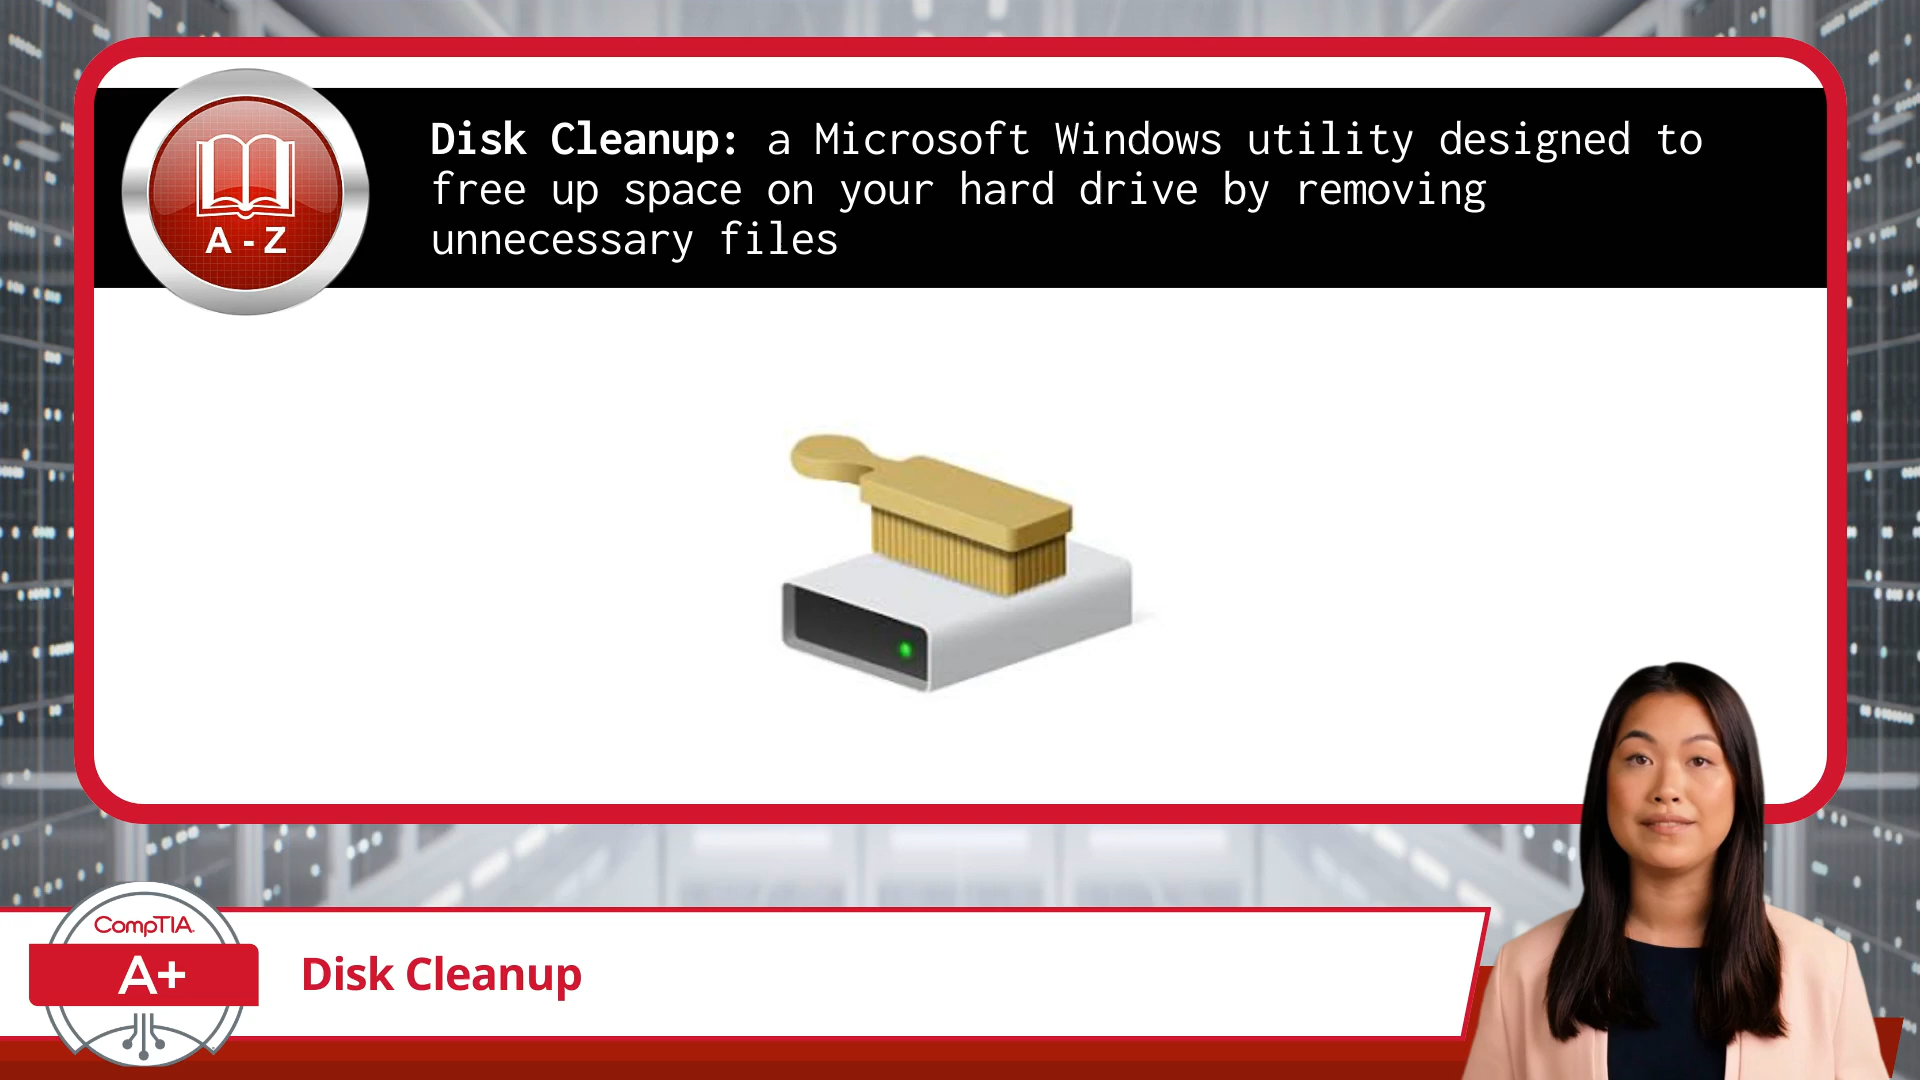 Disk Cleanup: a Microsoft Windows utility designed to
free up space on your hard drive by removing
unnecessary files
A - Z
CompTIA
A+
Disk Cleanup